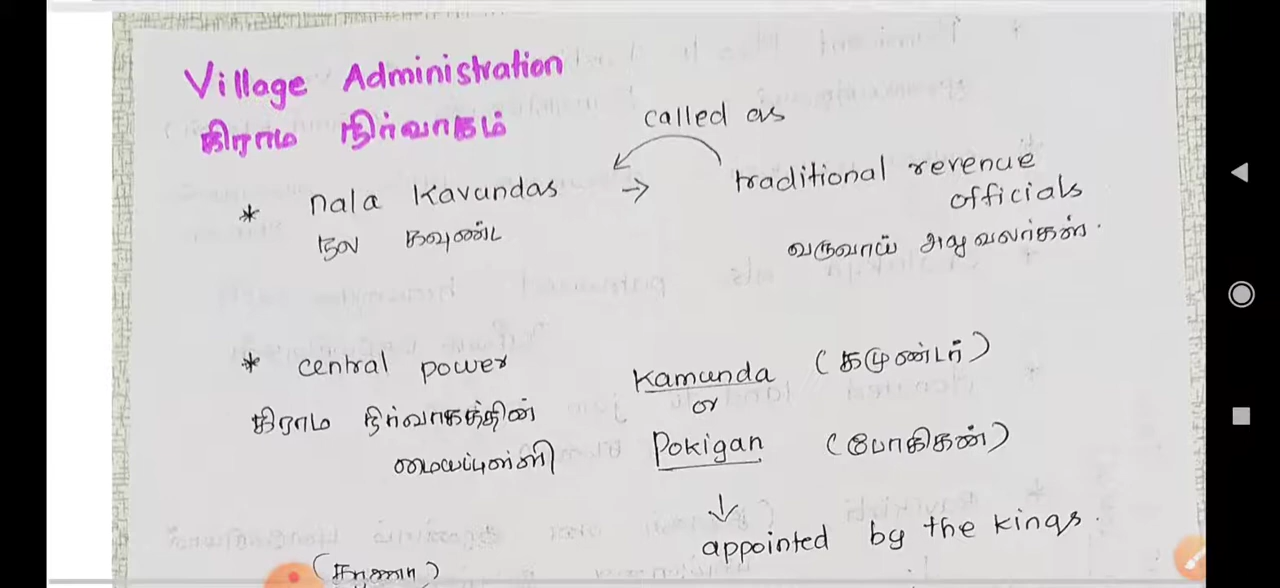 Village Administration
கிராம நிர்வாகம்
called as
* nala Kavundas → traditional revenue
officials
நல கவுண்ட
வருவாய் அலுவலர்கள்.
* central power Kamunda (கமுண்டர்)
or
கிராம நிர்வாகத்தின்
மையப்புள்ளி Pokigan (போகிகன்)
↓
appointed by the kings.